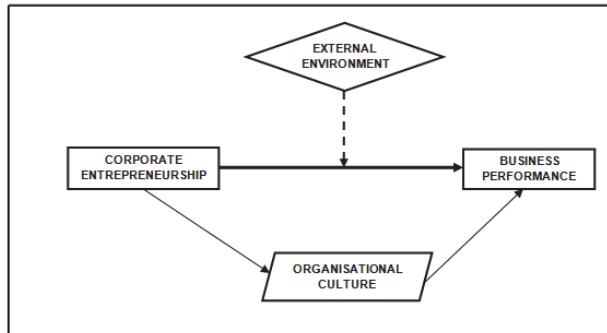 EXTERNAL
ENVIRONMENT
CORPORATE
ENTREPRENEURSHIP
BUSINESS
PERFORMANCE
ORGANISATIONAL
CULTURE